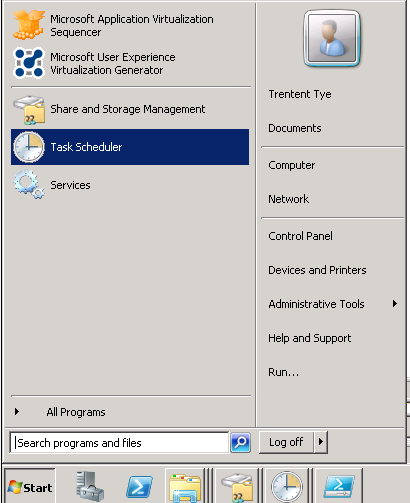 Microsoft Application Virtualization
Sequencer
Microsoft User Experience
Virtualization Generator
Share and Storage Management
Task Scheduler
Services
All Programs
Search programs and files
Trentent Tye
Documents
Computer
Network
Control Panel
Devices and Printers
Administrative Tools
Help and Support
Run...
Log off
Start